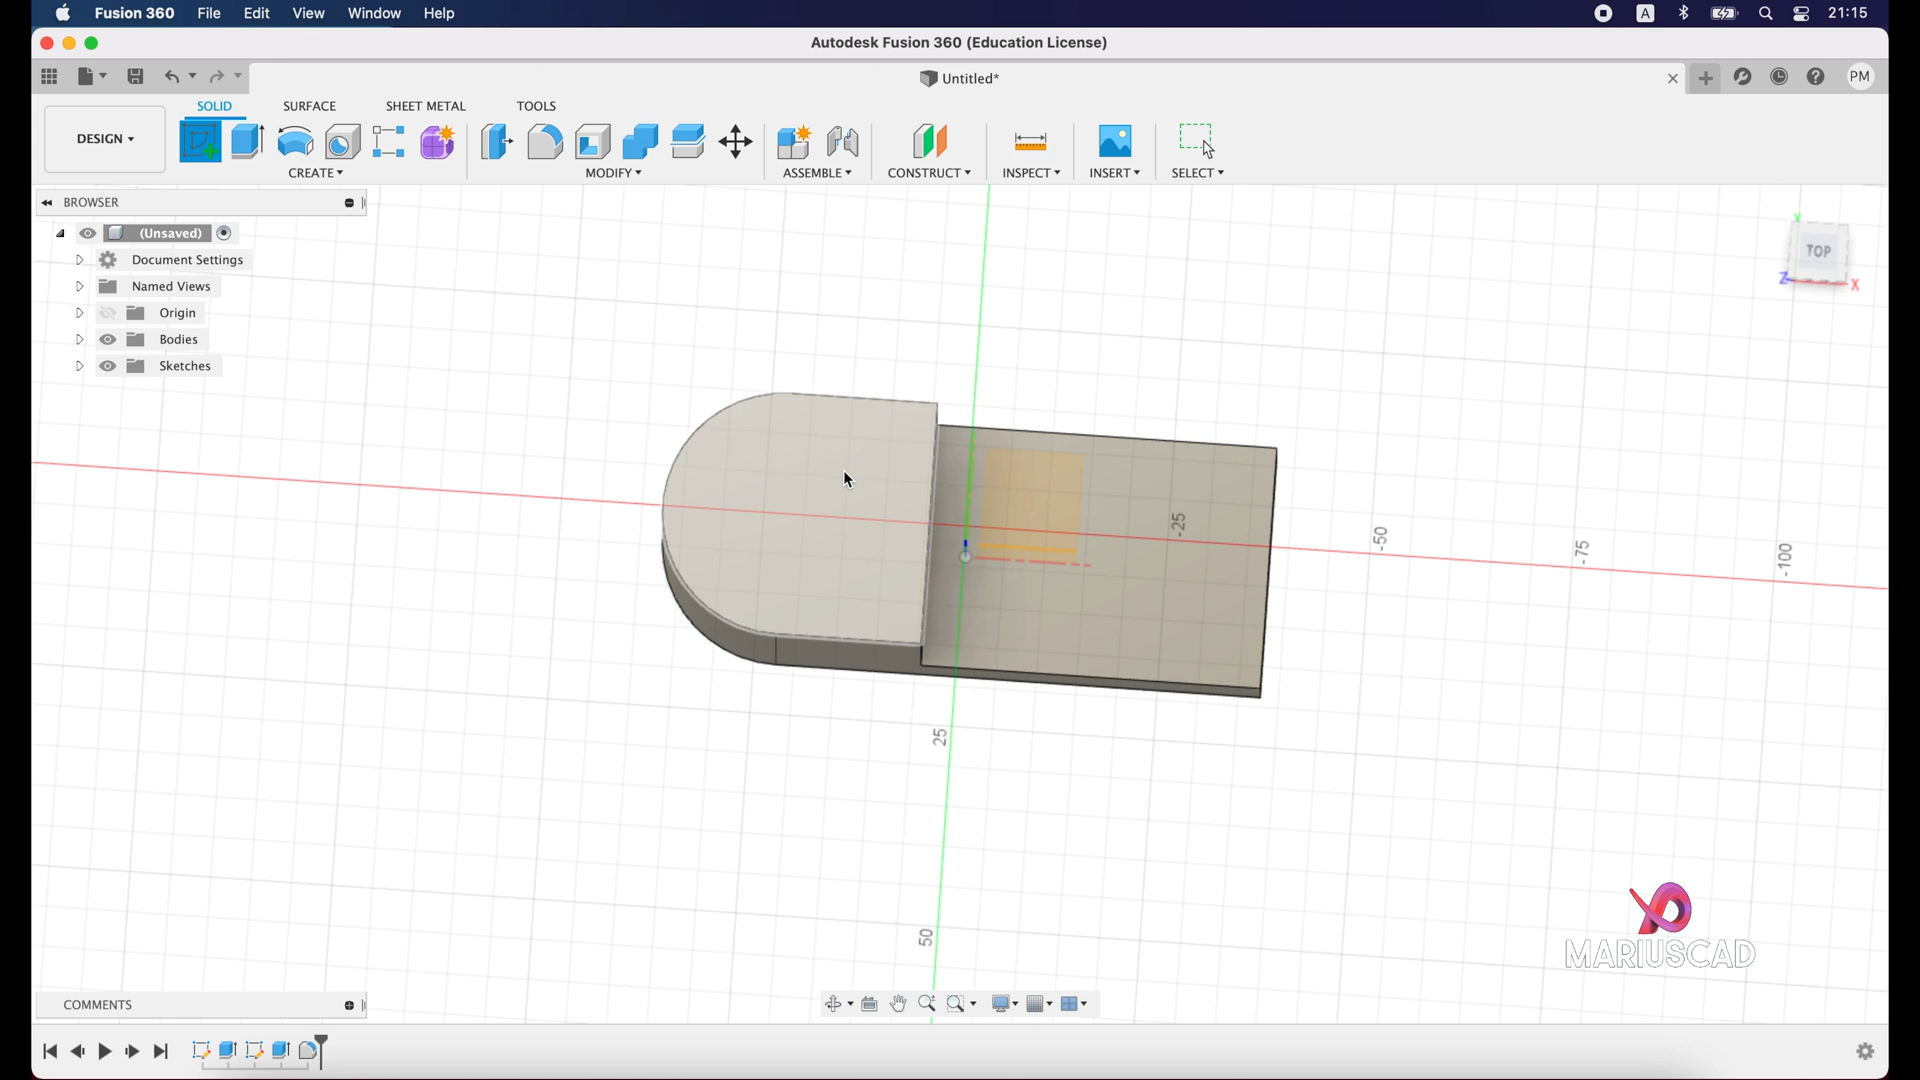 Fusion 360 File Edit View Window Help A 21:15
Autodesk Fusion 360 (Education License)
Untitled* PM
SOLID SURFACE SHEET METAL TOOLS
DESIGN
CREATE MODIFY ASSEMBLE CONSTRUCT INSPECT INSERT SELECT
BROWSER
(Unsaved)
Document Settings
Named Views
Origin
Bodies
Sketches
Y
TOP
Z X
-25
-50
-75
-100
25
50
MARIUSCAD
COMMENTS